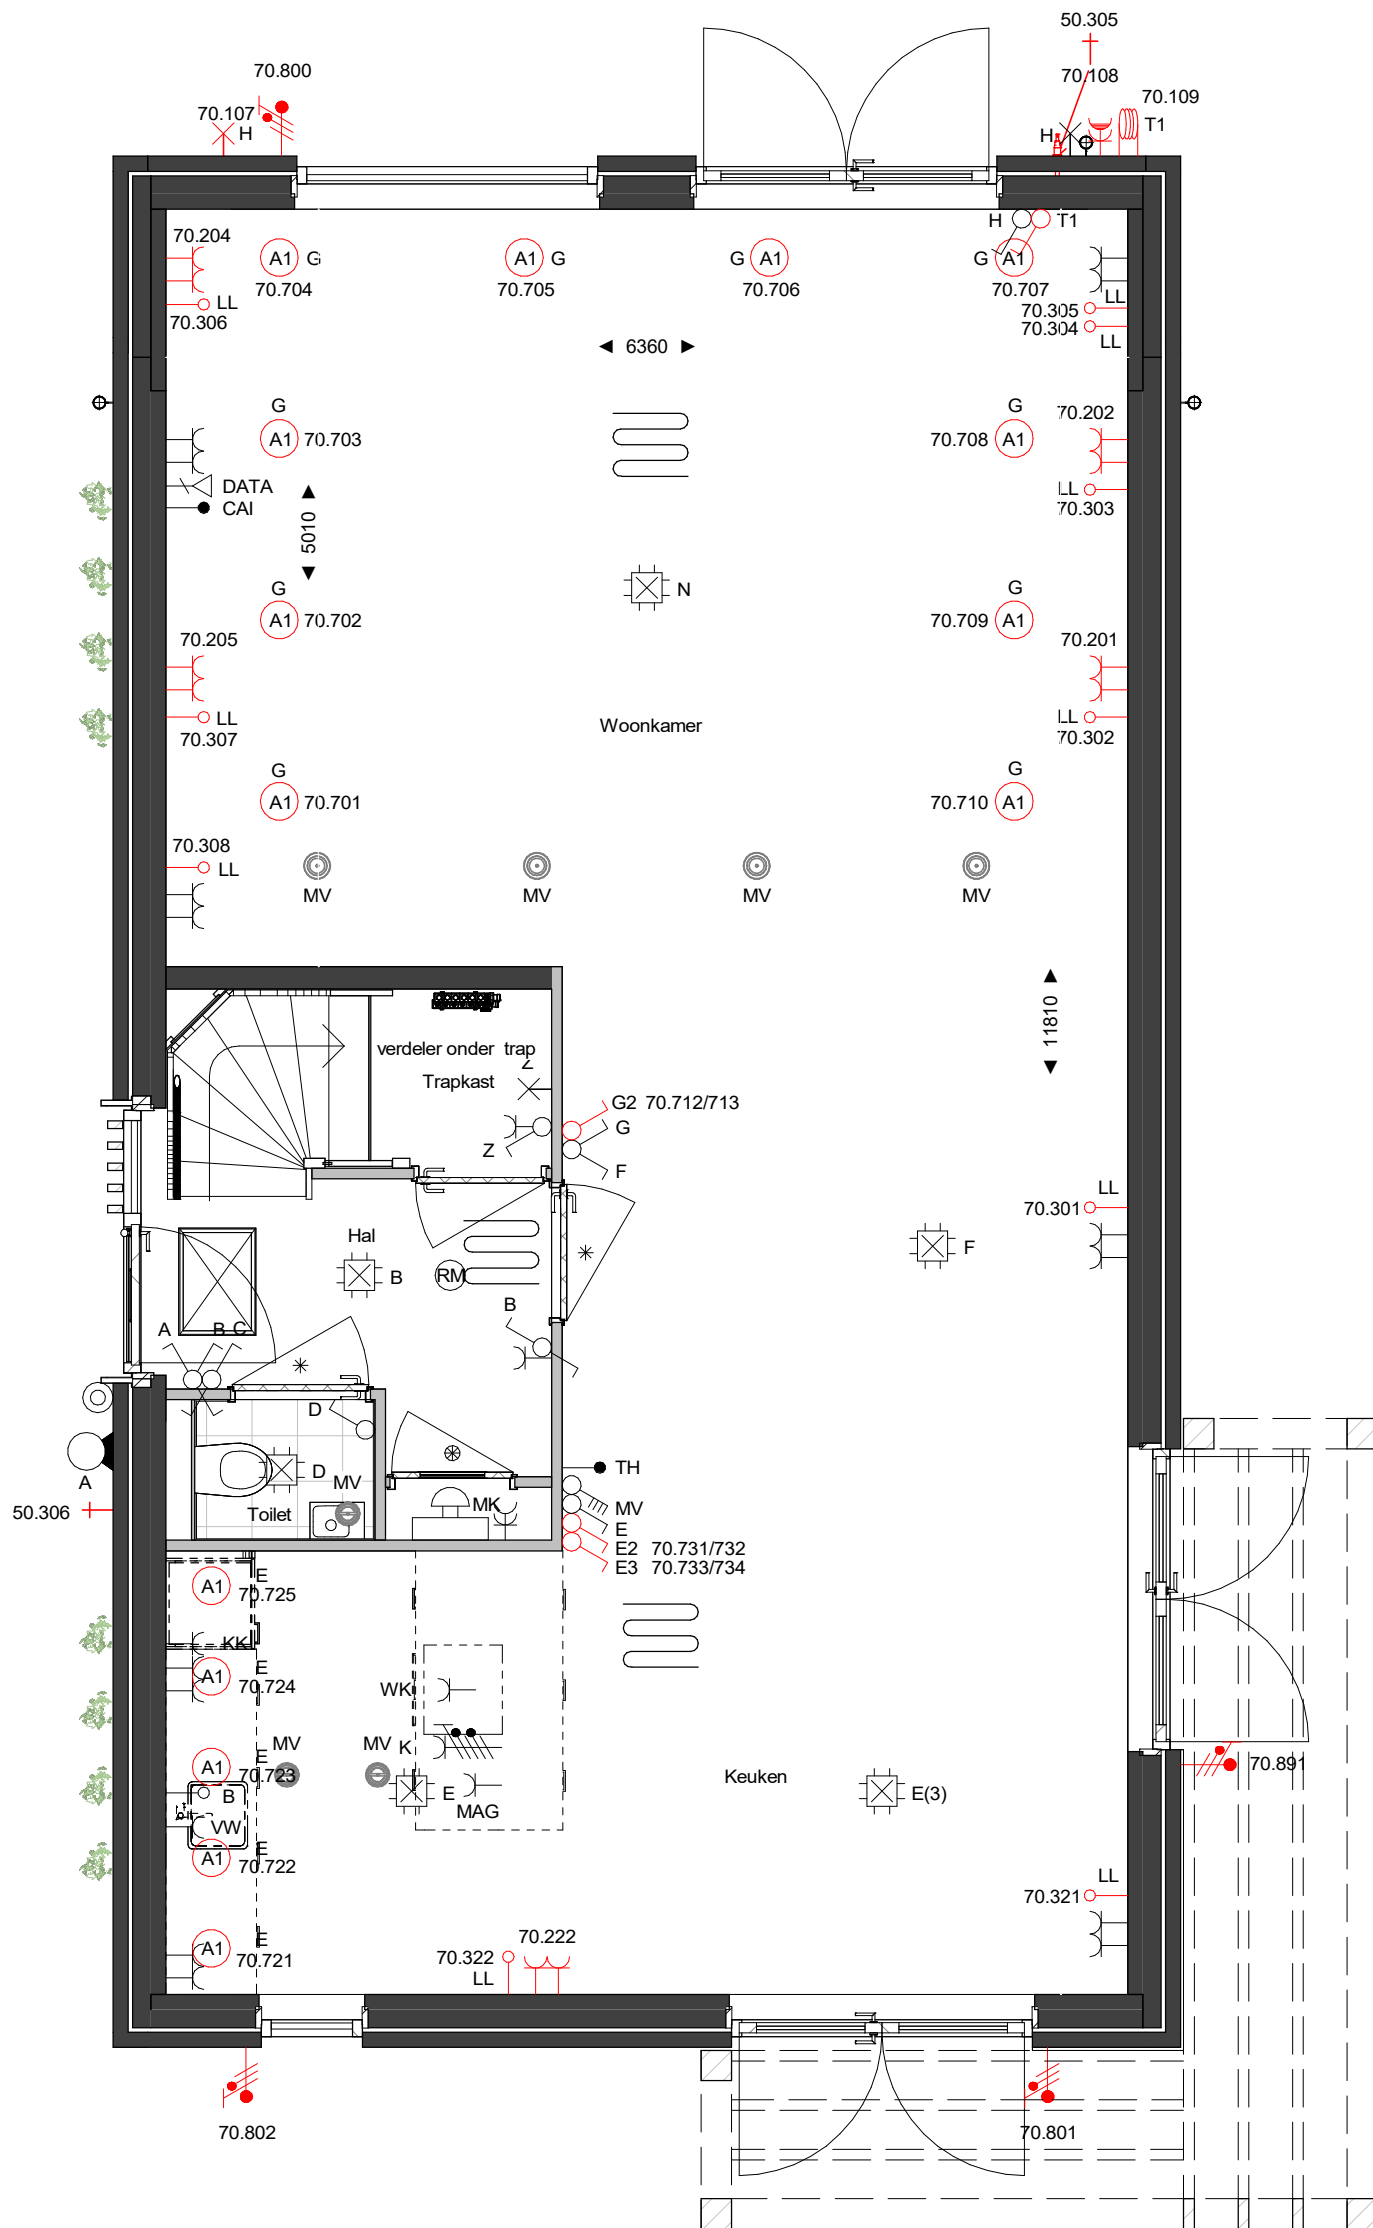 50.305
70.800
70.108
70.107
H
70.109
T1
H
70.204
A1 G
70.704
A1 G
70.705
G A1
70.706
H
T1
G A1
70.707
LL
70.306
LL
70.305
70.304
LL
6360
G
A1 70.703
G
70.708 A1
70.202
DATA
CAI
5010
LL
70.303
N
G
A1 70.702
G
70.709 A1
70.205
70.201
LL
70.307
Woonkamer
LL
70.302
G
A1 70.701
G
70.710 A1
70.308
LL
MV
MV
MV
MV
11810
verdeler onder trap
Z
Trapkast
G2 70.712/713
G
Z
F
LL
70.301
Hal
B
RM
F
B
A
B
C
D
D
MV
TH
A
50.306
Toilet
MK
MV
E
E2 70.731/732
E3 70.733/734
A1
E
70.725
KK
A1
E
70.724
WK
MV
MV
K
A1
E
70.723
Keuken
70.891
B
E
MAG
E(3)
VW
A1
E
70.722
LL
70.321
A1
E
70.721
70.222
70.322
LL
70.802
70.801